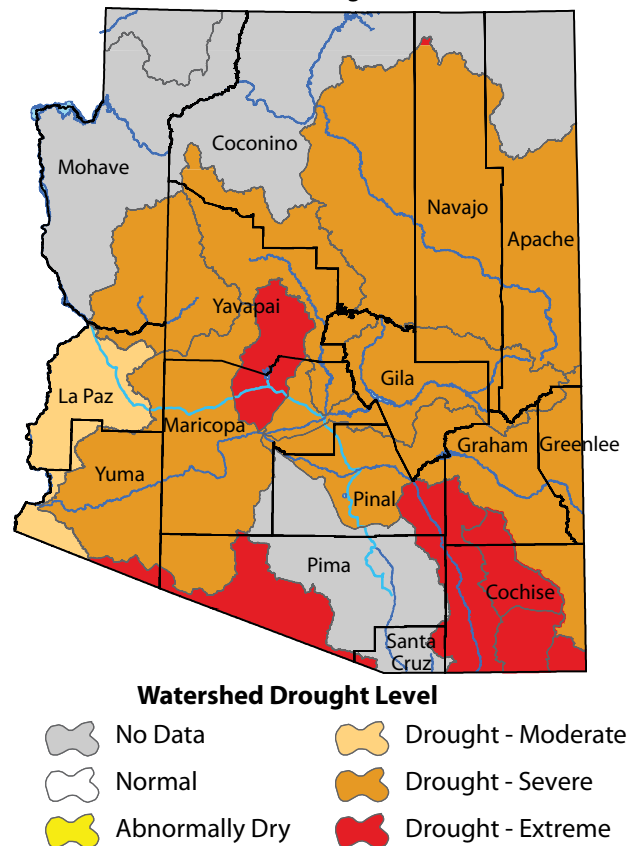 Coconino
Mohave
Navajo
Apache
Yavapai
Gila
La Paz
Maricopa
Graham
Greenlee
Yuma
Pinal
Pima
Cochise
Santa
Cruz
Watershed Drought Level
No Data
Normal
Abnormally Dry
Drought - Moderate
Drought - Severe
Drought - Extreme